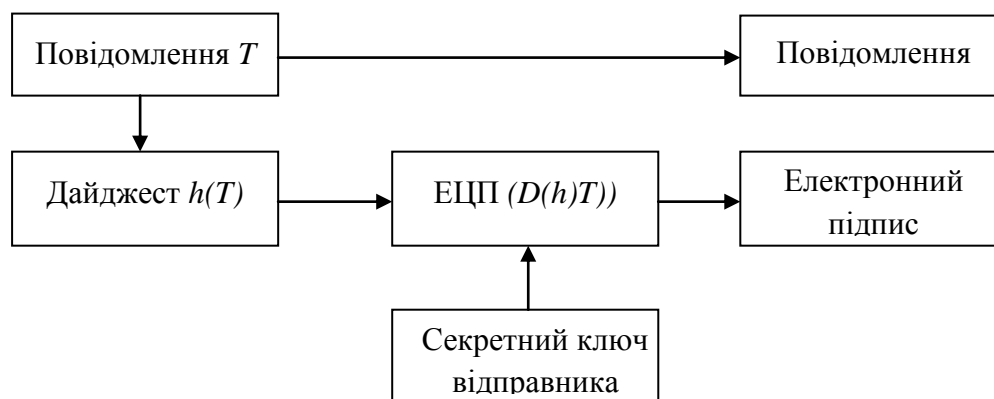 Повідомлення T
Повідомлення
Дайджест h(T)
ЕЦП (D(h)T))
Електронний
підпис
Секретний ключ
відправника